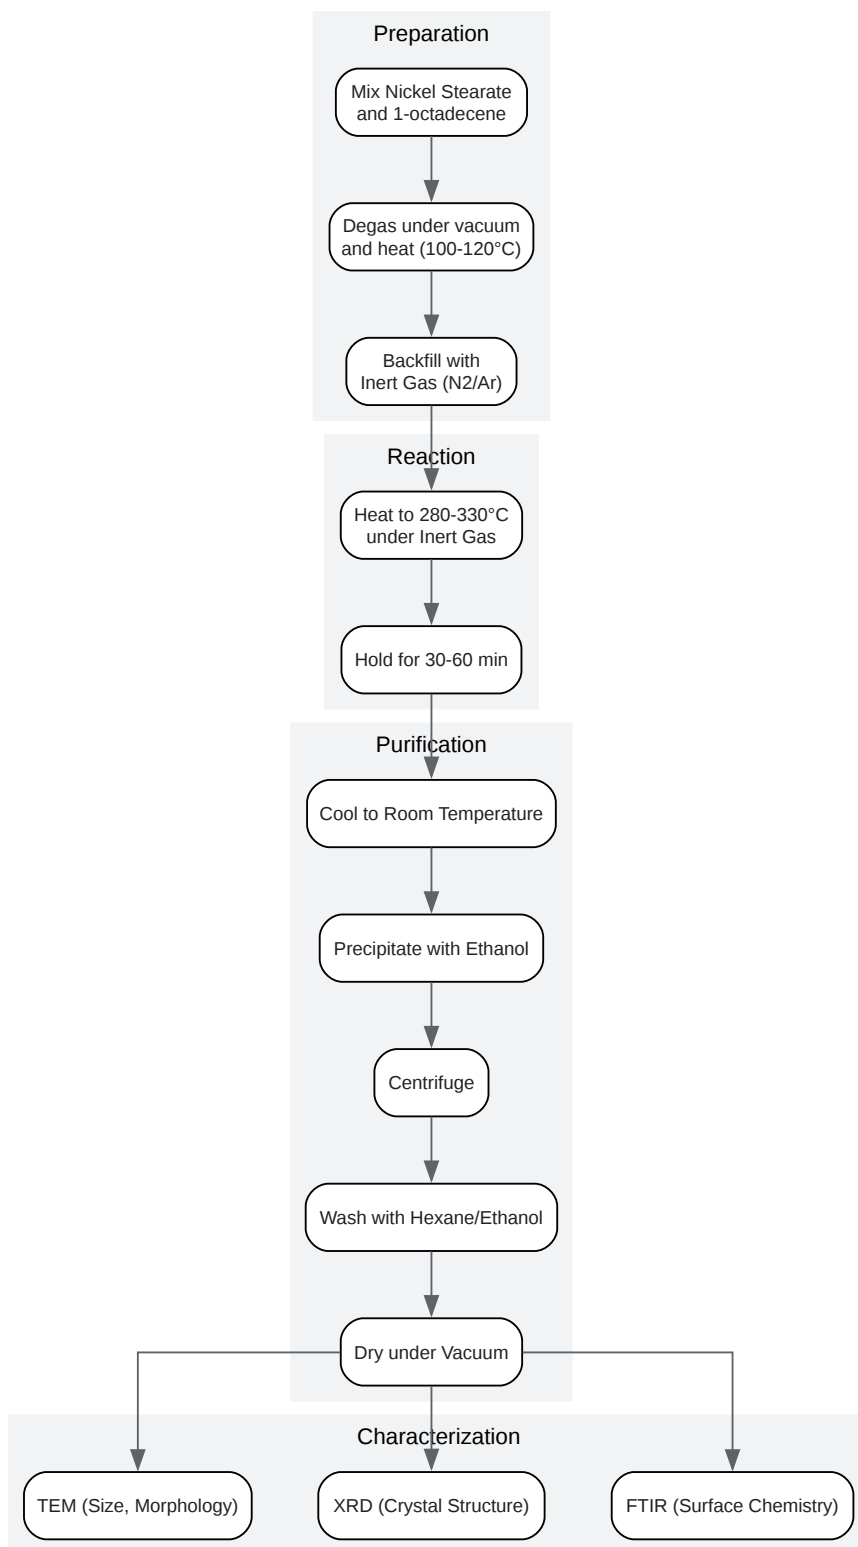 Preparation
Mix Nickel Stearate
and 1-octadecene
Degas under vacuum
and heat (100-120°C)
Backfill with
Inert Gas (N2/Ar)
Reaction
Heat to 280-330°C
under Inert Gas
Hold for 30-60 min
Purification
Cool to Room Temperature
Precipitate with Ethanol
Centrifuge
Wash with Hexane/Ethanol
Dry under Vacuum
Characterization
TEM (Size, Morphology)
XRD (Crystal Structure)
FTIR (Surface Chemistry)